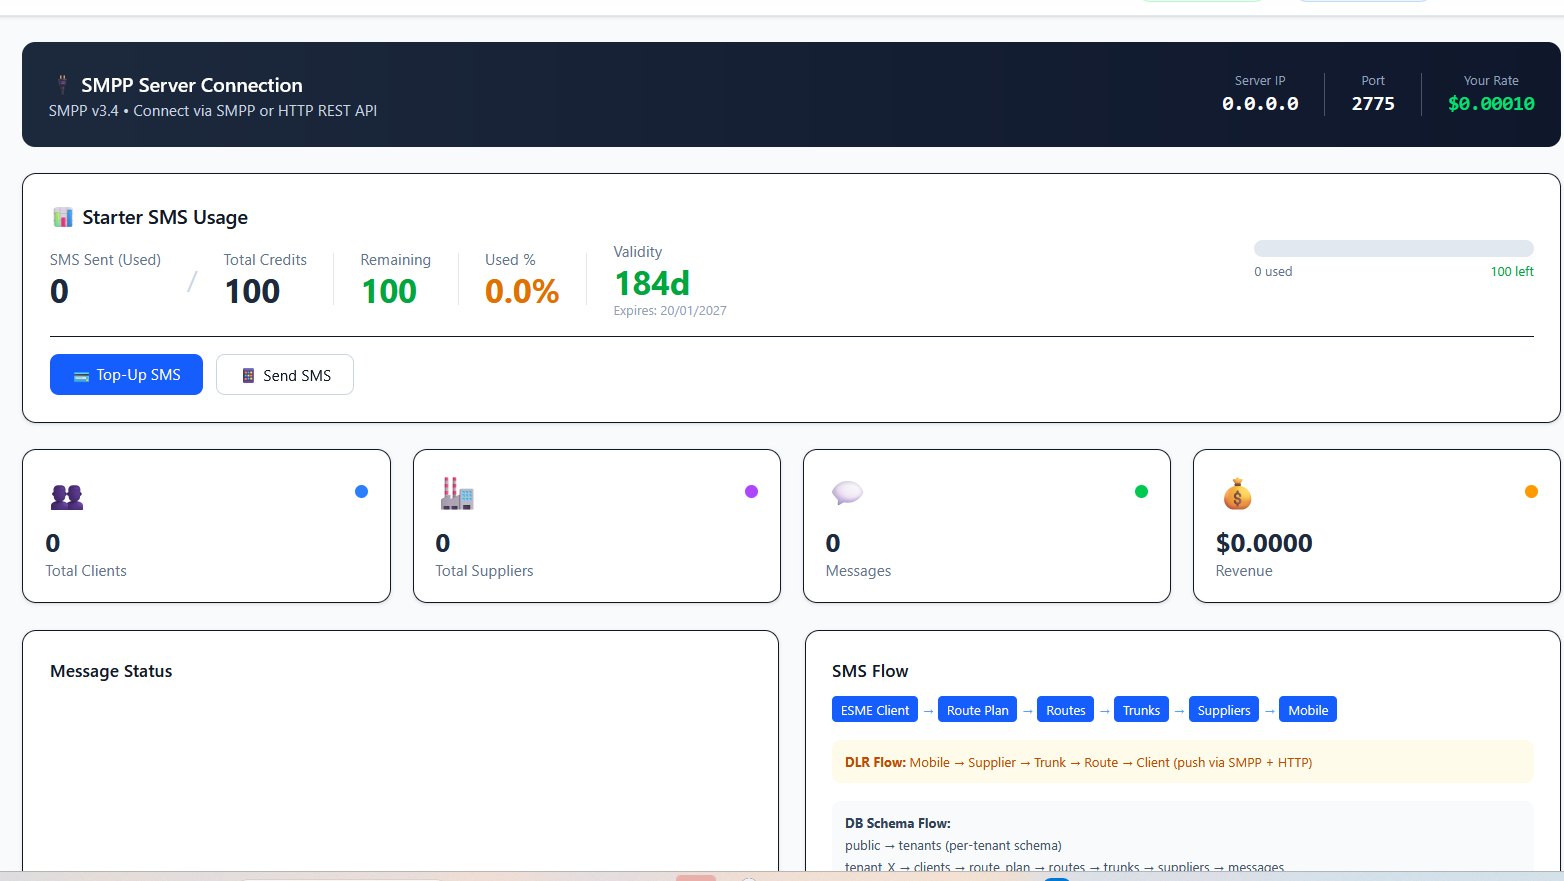 SMPP Server Connection
SMPP v3.4 • Connect via SMPP or HTTP REST API
Server IP
0.0.0.0
Port
2775
Your Rate
$0.00010
Starter SMS Usage
SMS Sent (Used)
0
/
Total Credits
100
Remaining
100
Used %
0.0%
Validity
184d
Expires: 20/01/2027
0 used
100 left
Top-Up SMS
Send SMS
0
Total Clients
0
Total Suppliers
0
Messages
$0.0000
Revenue
Message Status
SMS Flow
ESME Client → Route Plan → Routes → Trunks → Suppliers → Mobile
DLR Flow: Mobile → Supplier → Trunk → Route → Client (push via SMPP + HTTP)
DB Schema Flow:
public → tenants (per-tenant schema)
tenant_X → clients → route_plan → routes → trunks → suppliers → messages